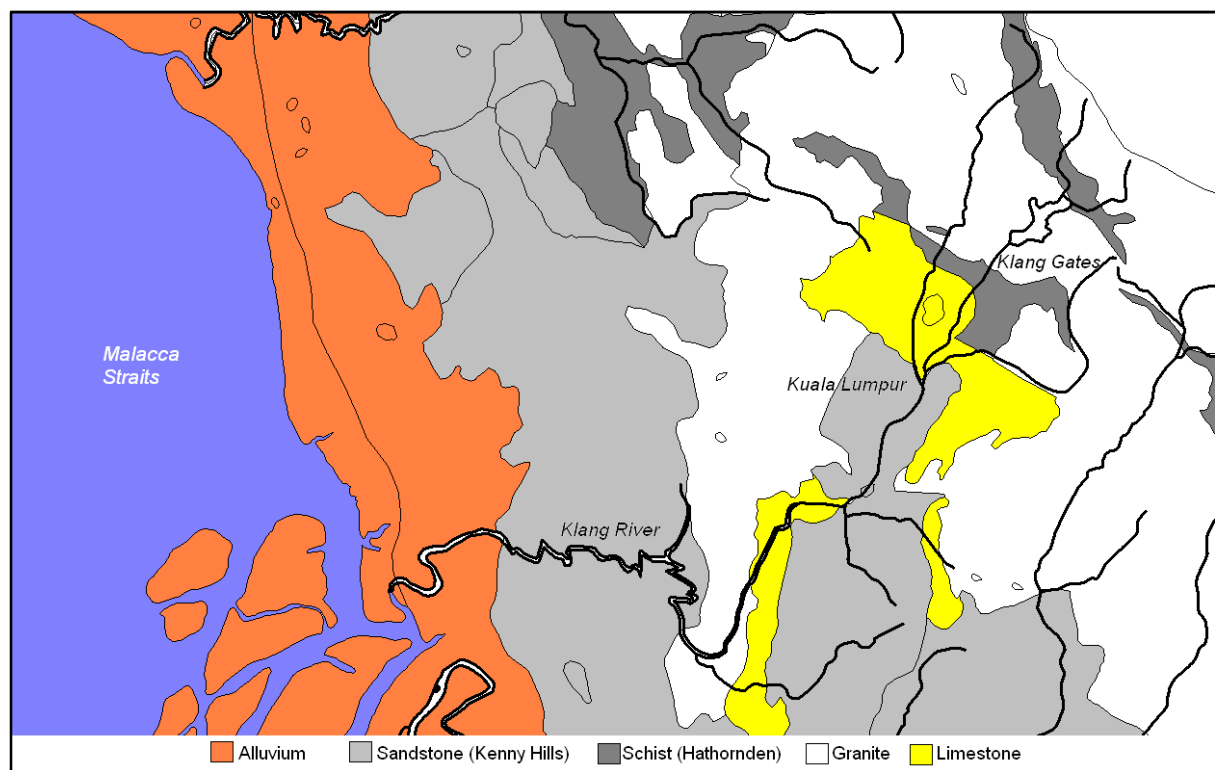 Klang Gates
Malacca
Straits
Kuala Lumpur
Klang River
Alluvium
Sandstone (Kenny Hills)
Schist (Hathornden)
Granite
Limestone